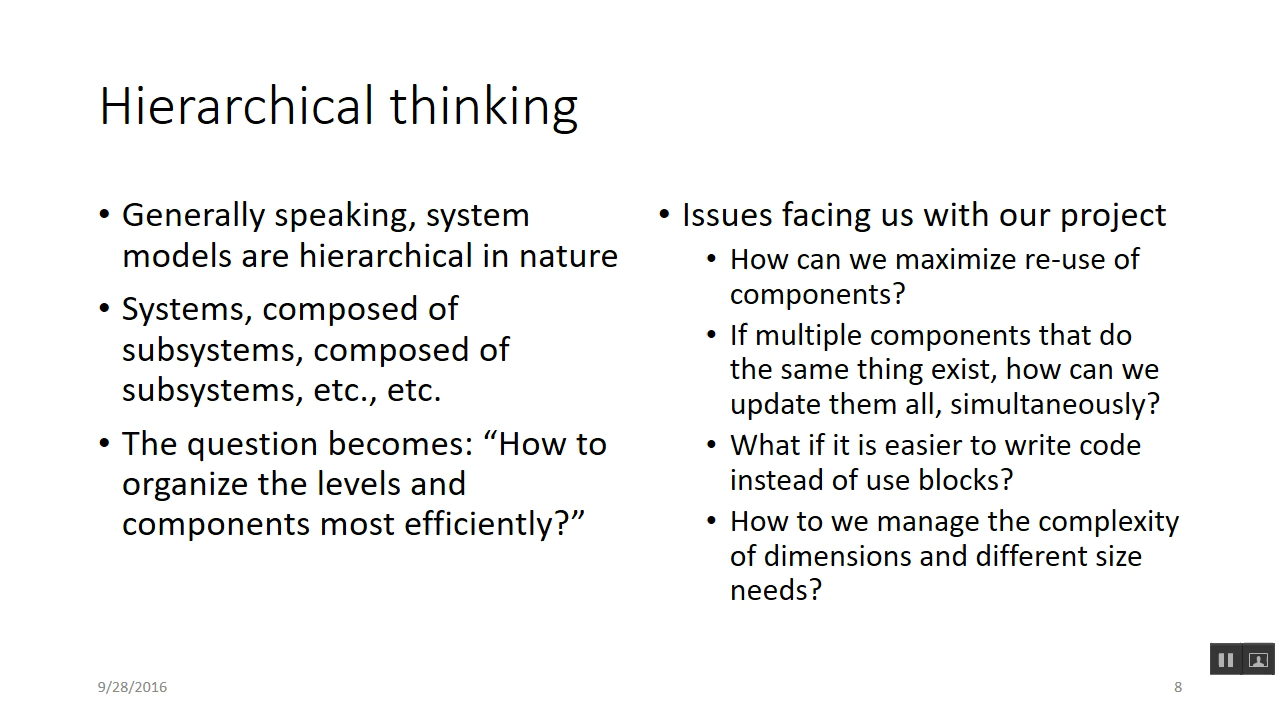 Hierarchical thinking
• Generally speaking, system
models are hierarchical in nature
• Systems, composed of
subsystems, composed of
subsystems, etc., etc.
• The question becomes: “How to
organize the levels and
components most efficiently?”
• Issues facing us with our project
• How can we maximize re-use of
components?
• If multiple components that do
the same thing exist, how can we
update them all, simultaneously?
• What if it is easier to write code
instead of use blocks?
• How to we manage the complexity
of dimensions and different size
needs?
9/28/2016
8